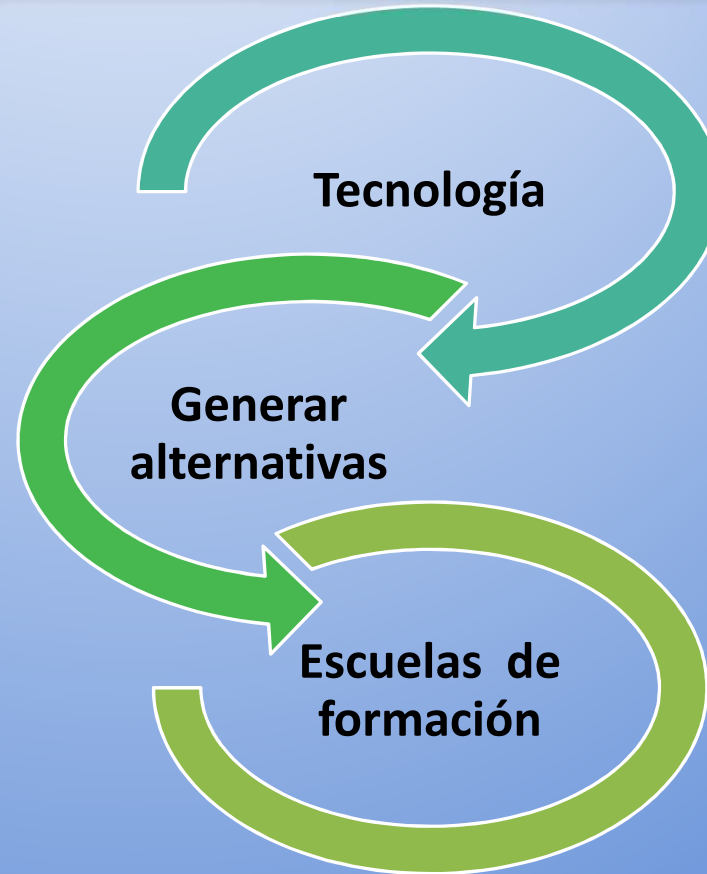 Tecnología
Generar
alternativas
Escuelas de
formación